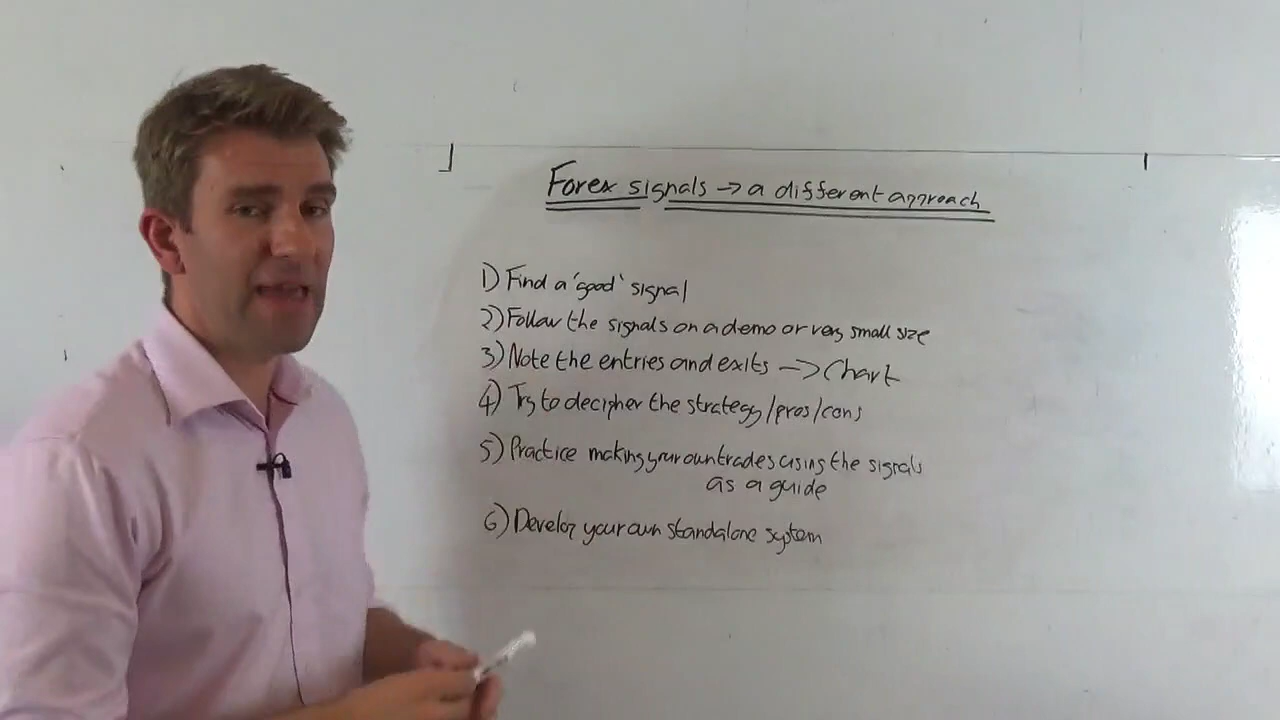 Forex signals → a different approach
1) Find a 'good' signal
2) Follow the signals on a demo or very small size
3) Note the entries and exits → Chart
4) Try to decipher the strategy/pros/cons
5) Practice making your own trades using the signals
as a guide
6) Develop your own standalone system